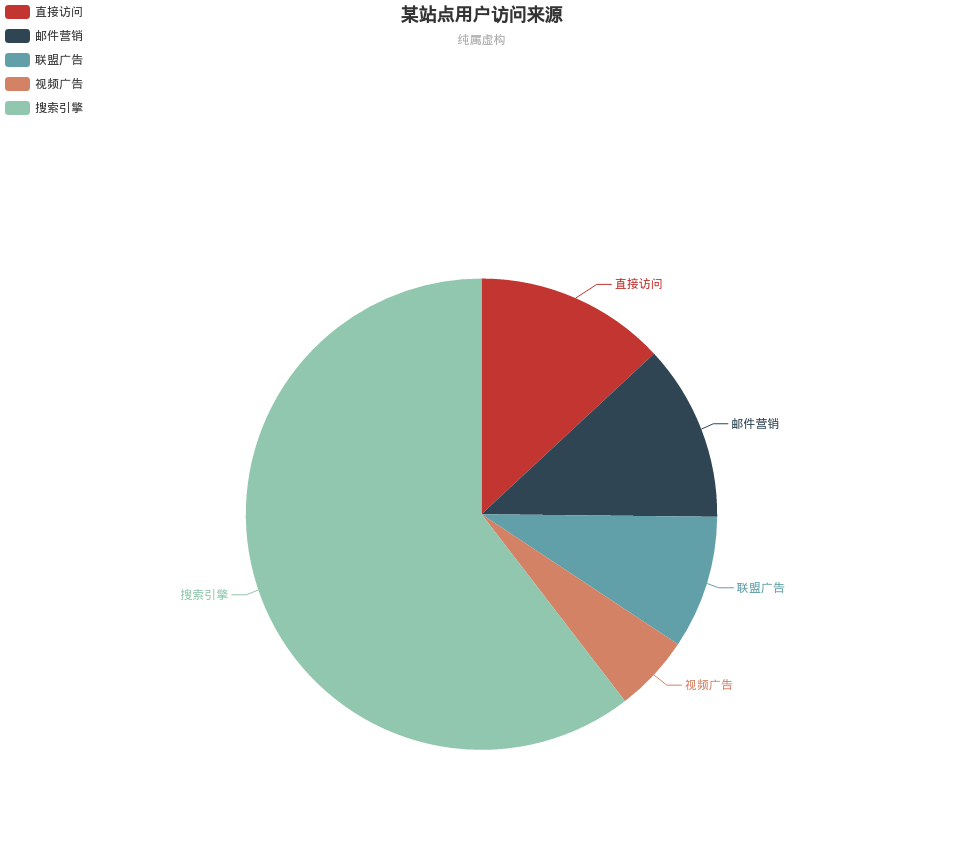 某站点用户访问来源
纯属虚构
直接访问
邮件营销
联盟广告
视频广告
搜索引擎
直接访问
邮件营销
联盟广告
视频广告
搜索引擎